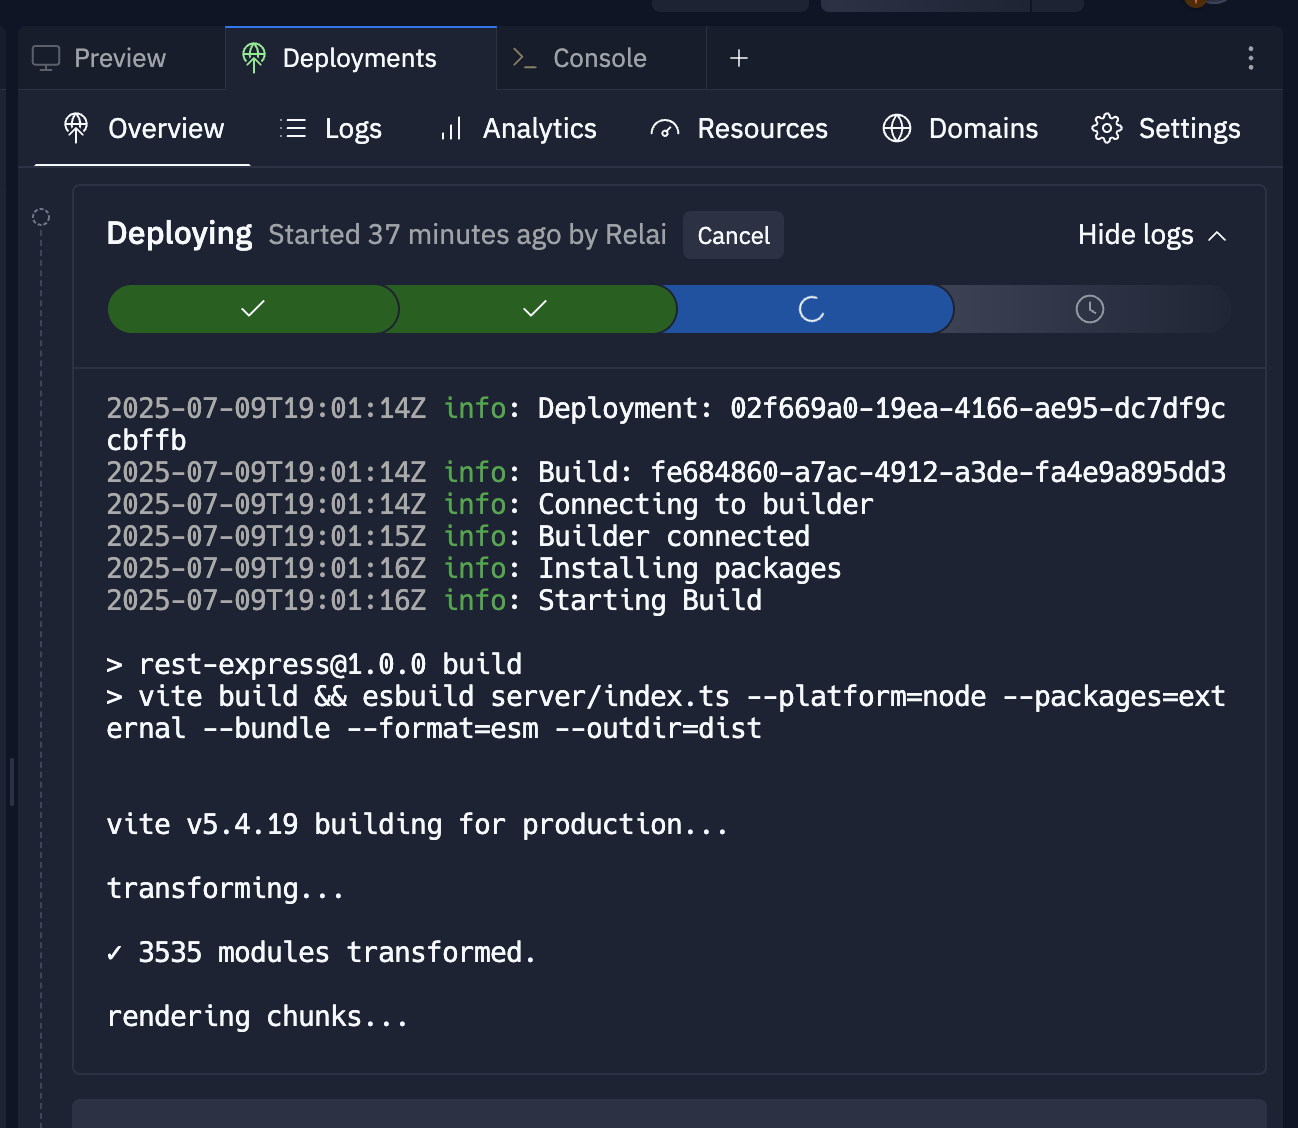 Preview
Deployments
Console
Overview
Logs
Analytics
Resources
Domains
Settings
Deploying Started 37 minutes ago by Relai Cancel Hide logs
2025-07-09T19:01:14Z info: Deployment: 02f669a0-19ea-4166-ae95-dc7df9c
cbffb
2025-07-09T19:01:14Z info: Build: fe684860-a7ac-4912-a3de-fa4e9a895dd3
2025-07-09T19:01:14Z info: Connecting to builder
2025-07-09T19:01:15Z info: Builder connected
2025-07-09T19:01:16Z info: Installing packages
2025-07-09T19:01:16Z info: Starting Build
> rest-express@1.0.0 build
> vite build && esbuild server/index.ts --platform=node --packages=ext
ernal --bundle --format=esm --outdir=dist
vite v5.4.19 building for production...
transforming...
✓ 3535 modules transformed.
rendering chunks...